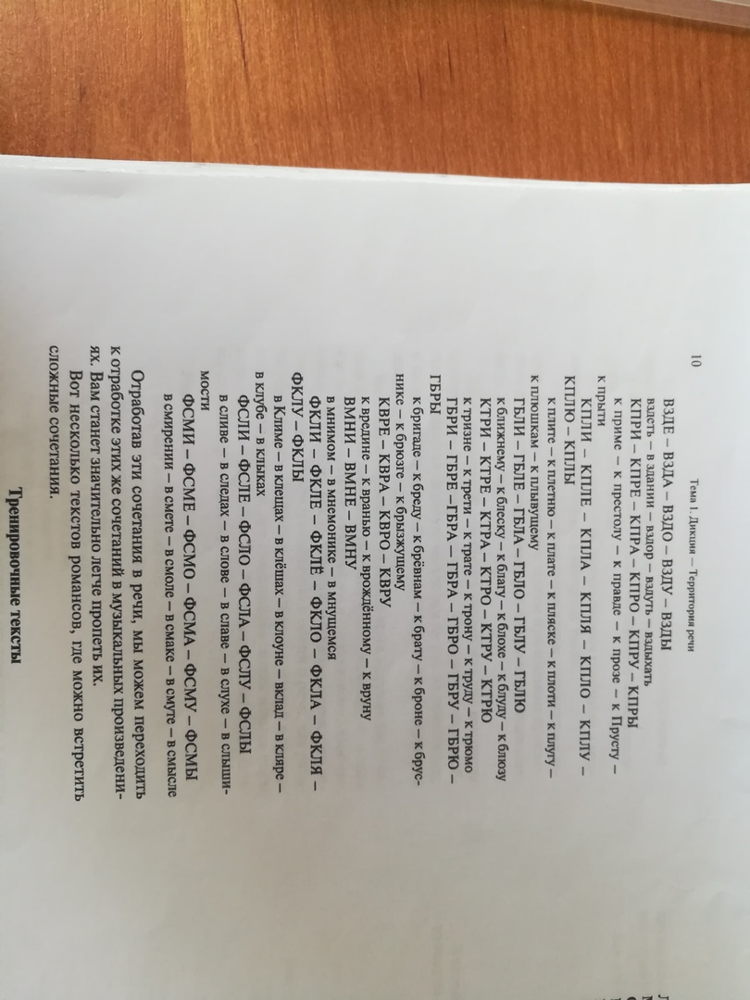 10
Тема 1. Дикция — Территория речи
ВЗДЕ – ВЗДА – ВЗДО – ВЗДУ – ВЗДЫ
вздеть – в здании – вздор – вздуть – вздыхать
КПРИ – КПРЕ – КПРА – КПРО – КПРУ – КПРЫ
к приме – к престолу – к правде – к прозе – к Прусту –
к прыти
КПЛИ – КПЛЕ – КПЛА – КПЛЯ – КПЛО – КПЛУ –
КПЛЮ – КПЛЫ
к плите – к плетню – к плате – к пляске – к плоти – к плугу –
к плюшкам – к плывущему
ГБЛИ – ГБЛЕ – ГБЛА – ГБЛО – ГБЛУ – ГБЛЮ
к ближнему – к блеску – к благу – к блохе – к блуду – к блюзу
КТРИ – КТРЕ – КТРА – КТРО – КТРУ – КТРЮ
к тризне – к трети – к трате – к трону – к труду – к трюмо
ГБРИ – ГБРЕ –ГБРА – ГБРА – ГБРО – ГБРУ – ГБРЮ –
ГБРЫ
к бригаде – к бреду – к брёвнам – к брату – к броне – к брус-
нике – к брюзге – к брызжущему
КВРЕ – КВРА – КВРО – КВРУ
к вредине – к вранью – к врождённому – к вруну
ВМНИ – ВМНЕ – ВМНУ
в мнимом – в мнемонике – в мнущемся
ФКЛИ – ФКЛЕ – ФКЛЁ – ФКЛО – ФКЛА – ФКЛЯ –
ФКЛУ – ФКЛЫ
в Климе – в клещах – в клёшах – в клоуне – вклад – в кляре –
в клубе – в клыках
ФСЛИ – ФСЛЕ – ФСЛО – ФСЛА – ФСЛУ – ФСЛЫ
в сливе – в следах – в слове – в славе – в слухе – в слыши-
мости
ФСМИ – ФСМЕ – ФСМО – ФСМА – ФСМУ – ФСМЫ
в смирении – в смете – в смоле – в смаке – в смуте – в смысле
Отработав эти сочетания в речи, мы можем переходить
к отработке этих же сочетаний в музыкальных произведени-
ях. Вам станет значительно легче пропеть их.
Вот несколько текстов романсов, где можно встретить
сложные сочетания.
Тренировочные тексты